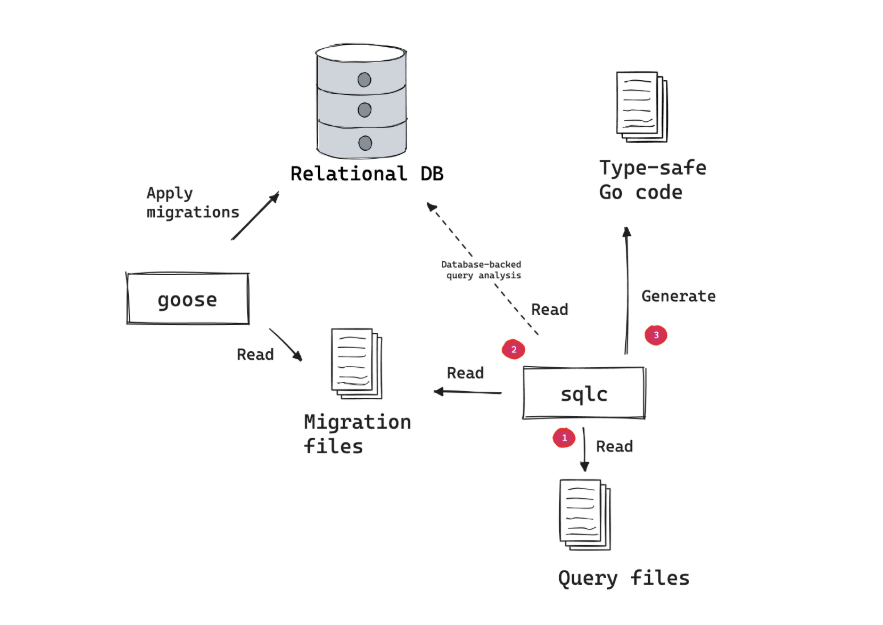 Relational DB
Type-safe
Go code
Apply
migrations
Database-backed
query analysis
goose
Generate
Read
3
2
Read
Read
sqlc
Migration
files
1
Read
Query files